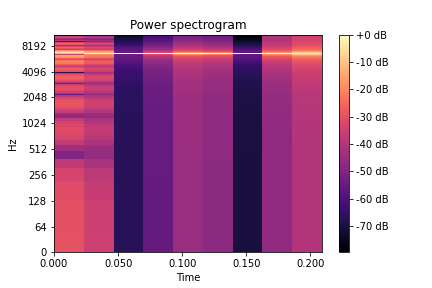 Power spectrogram
Hz
8192
4096
2048
1024
512
256
128
64
0
0.000 0.050 0.100 0.150 0.200
Time
+0 dB
-10 dB
-20 dB
-30 dB
-40 dB
-50 dB
-60 dB
-70 dB